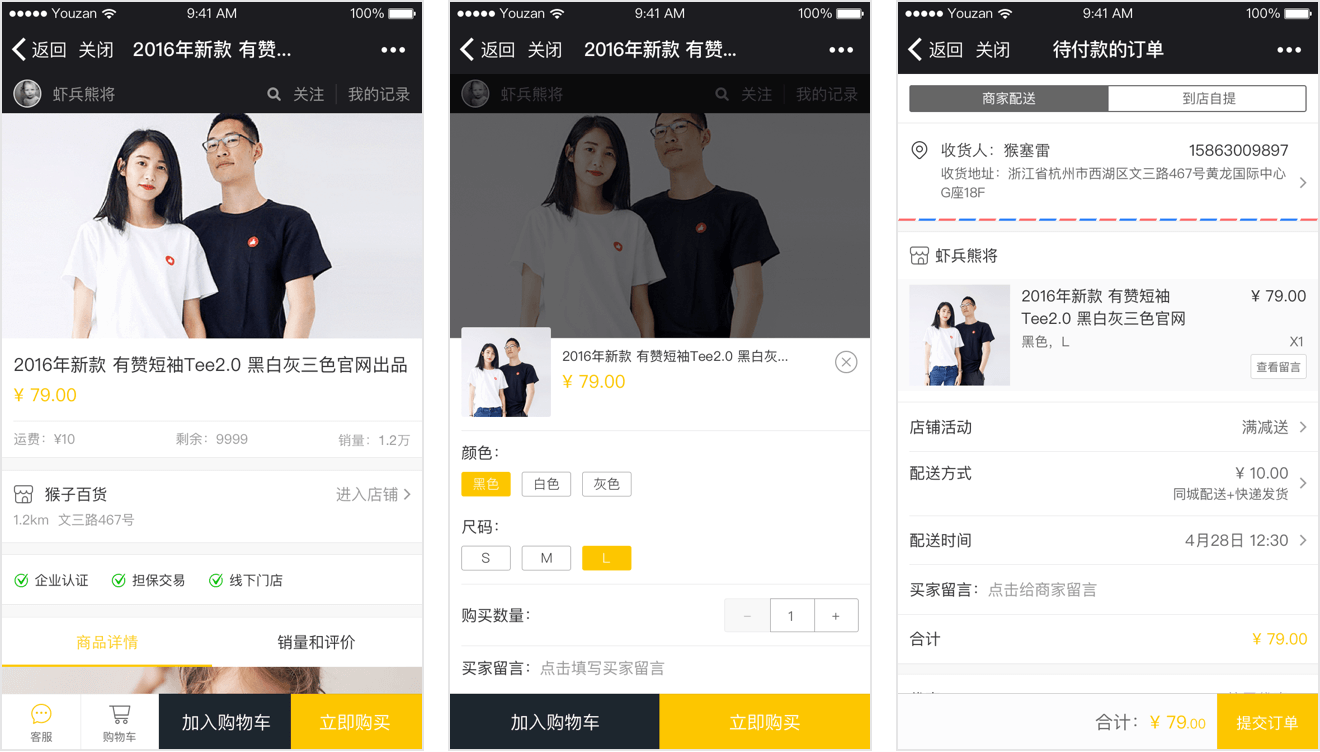 Youzan 9:41 AM 100%
返回 关闭 2016年新款 有赞...
虾兵熊将 关注 我的记录
2016年新款 有赞短袖Tee2.0 黑白灰三色官网出品
¥ 79.00
运费：¥10 剩余：9999 销量：1.2万
猴子百货 进入店铺
1.2km 文三路467号
企业认证 担保交易 线下门店
商品详情 销量和评价
客服 购物车 加入购物车 立即购买
Youzan 9:41 AM 100%
返回 关闭 2016年新款 有赞...
虾兵熊将 关注 我的记录
2016年新款 有赞短袖Tee2.0 黑白灰...
¥ 79.00
颜色：
黑色 白色 灰色
尺码：
S M L
购买数量： − 1 +
买家留言：点击填写买家留言
加入购物车 立即购买
Youzan 9:41 AM 100%
返回 关闭 待付款的订单
商家配送 到店自提
收货人：猴塞雷 15863009897
收货地址：浙江省杭州市西湖区文三路467号黄龙国际中心
G座18F
虾兵熊将
2016年新款 有赞短袖 ¥ 79.00
Tee2.0 黑白灰三色官网
黑色，L X1
查看留言
店铺活动 满减送
配送方式 ¥ 10.00
同城配送+快递发货
配送时间 4月28日 12:30
买家留言：点击给商家留言
合计 ¥ 79.00
合计：¥ 79.00 提交订单